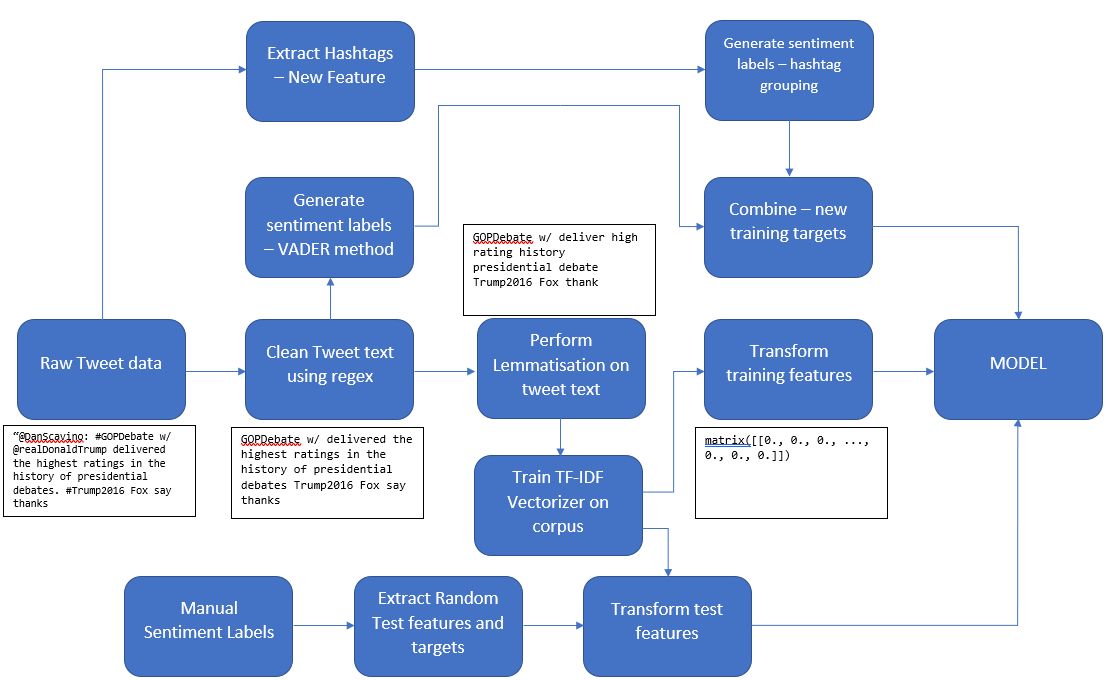 Extract Hashtags
– New Feature
Generate sentiment
labels – hashtag
grouping
Generate
sentiment labels
– VADER method
Combine – new
training targets
GOPDebate w/ deliver high
rating history
presidential debate
Trump2016 Fox thank
Raw Tweet data
Clean Tweet text
using regex
Perform
Lemmatisation on
tweet text
Transform
training features
MODEL
“@DanScavino: #GOPDebate w/
@realDonaldTrump delivered
the highest ratings in the
history of presidential
debates. #Trump2016 Fox say
thanks
GOPDebate w/ delivered the
highest ratings in the
history of presidential
debates Trump2016 Fox say
thanks
matrix([[0., 0., 0., ...,
0., 0., 0.]])
Train TF-IDF
Vectorizer on
corpus
Manual
Sentiment Labels
Extract Random
Test features and
targets
Transform test
features